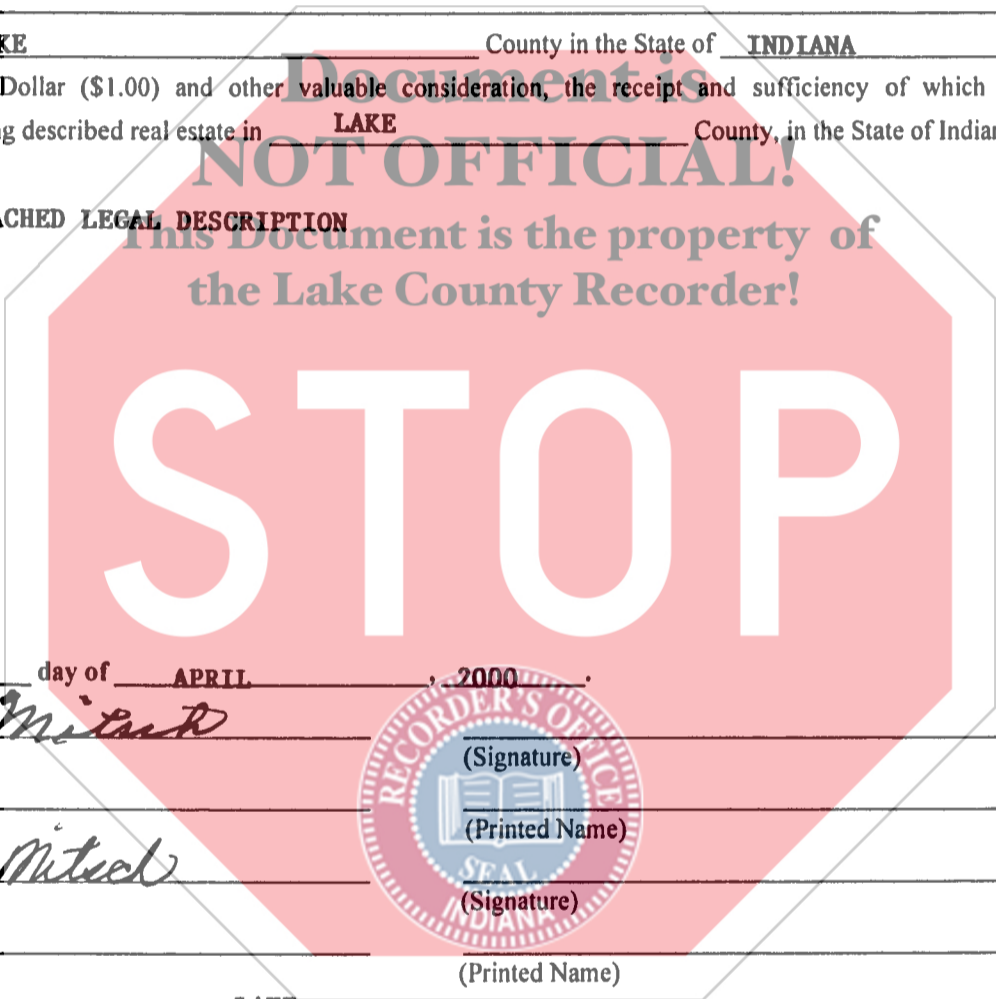 KE County in the State of INDIANA
Dollar ($1.00) and other valuable consideration, the receipt and sufficiency of which
g described real estate in LAKE County, in the State of Indian
ACHED LEGAL DESCRIPTION
Document is
NOT OFFICIAL!
This Document is the property of
the Lake County Recorder!
STOP
day of APRIL , 2000 .
Mitsch
(Signature)
(Printed Name)
Mitsch
(Signature)
(Printed Name)
RECORDER'S OFFICE
SEAL
INDIANA